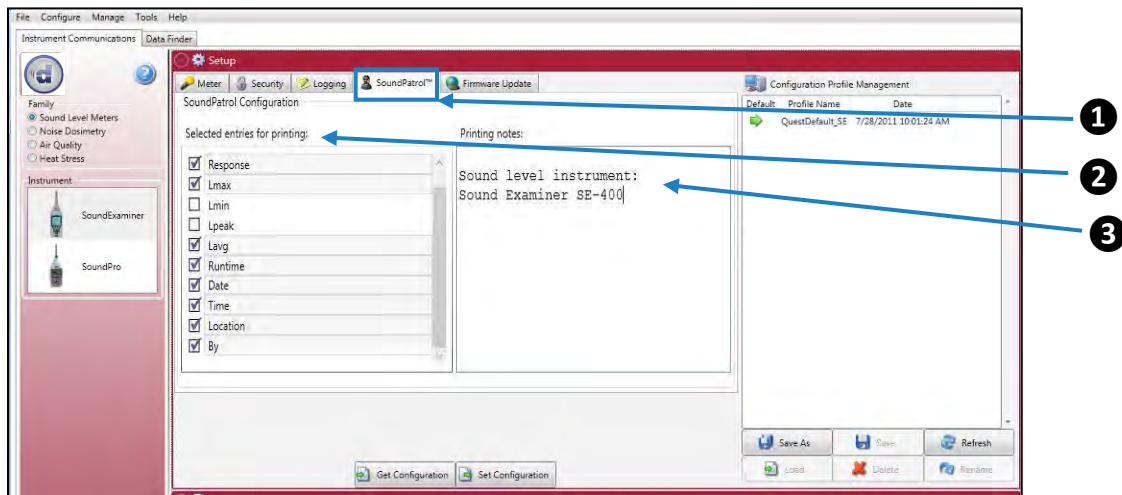 File Configure Manage Tools Help
Instrument Communications Data Finder
d
?
Setup
Meter Security Logging SoundPatrol™ Firmware Update
Configuration Profile Management
Family
Sound Level Meters
Noise Dosimetry
Air Quality
Heat Stress
Instrument
SoundExaminer
SoundPro
SoundPatrol Configuration
Selected entries for printing:
Response
Lmax
Lmin
Lpeak
Lavg
Runtime
Date
Time
Location
By
Printing notes:
Sound level instrument:
Sound Examiner SE-400
Default Profile Name Date
QuestDefault_SE 7/28/2011 10:01:24 AM
Save As Save Refresh
Load Delete Rename
Get Configuration Set Configuration
1
2
3